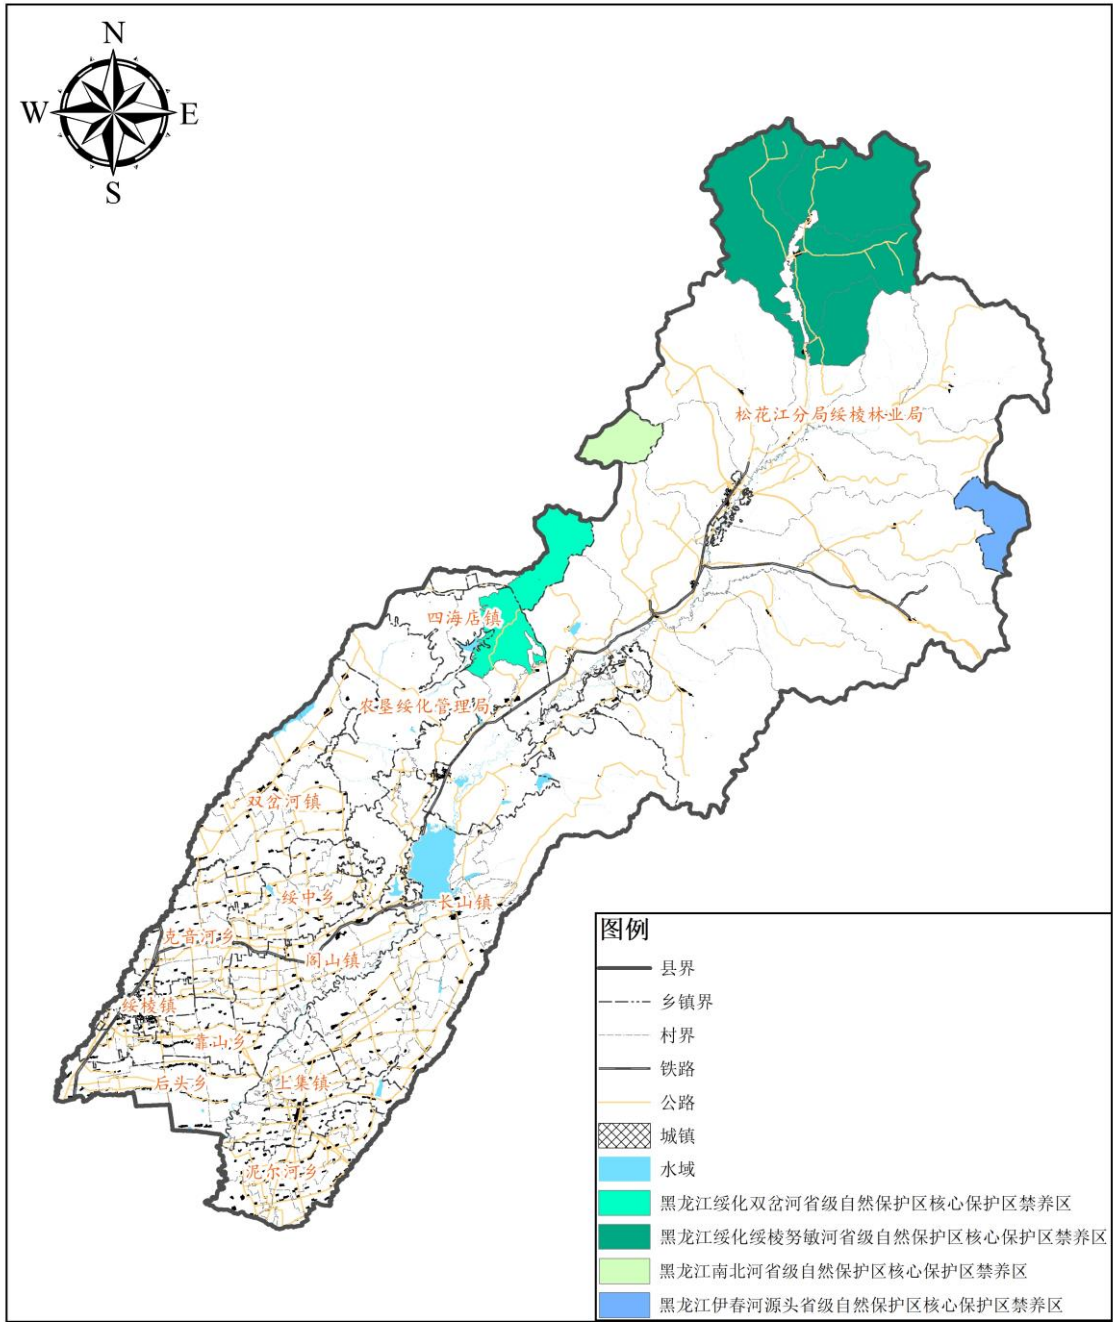 N
W
E
S
松花江分局绥棱林业局
四海店镇
农垦绥化管理局
双岔河镇
绥中乡
长山镇
克音河乡
阁山镇
绥棱镇
靠山乡
后头乡
上集镇
泥尔河乡
图例
县界
乡镇界
村界
铁路
公路
城镇
水域
黑龙江绥化双岔河省级自然保护区核心保护区禁养区
黑龙江绥化绥棱努敏河省级自然保护区核心保护区禁养区
黑龙江南北河省级自然保护区核心保护区禁养区
黑龙江伊春河源头省级自然保护区核心保护区禁养区